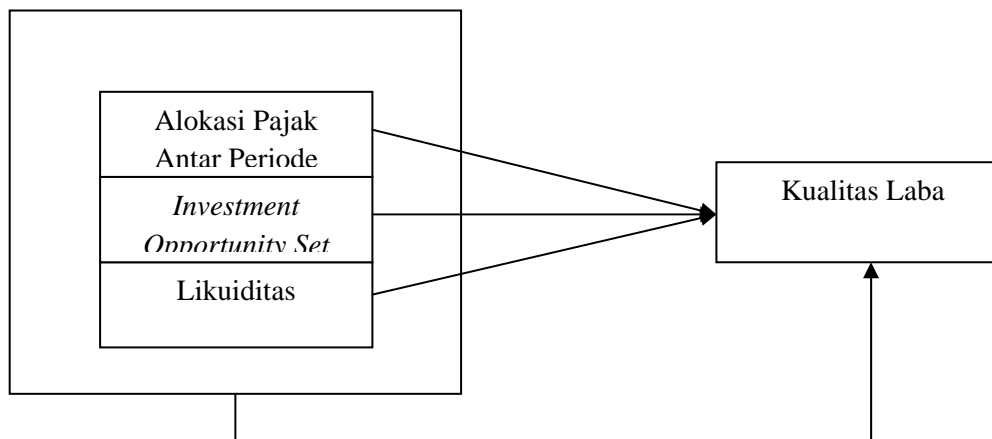 Alokasi Pajak
Antar Periode
Investment
Opportunity Set
Likuiditas
Kualitas Laba